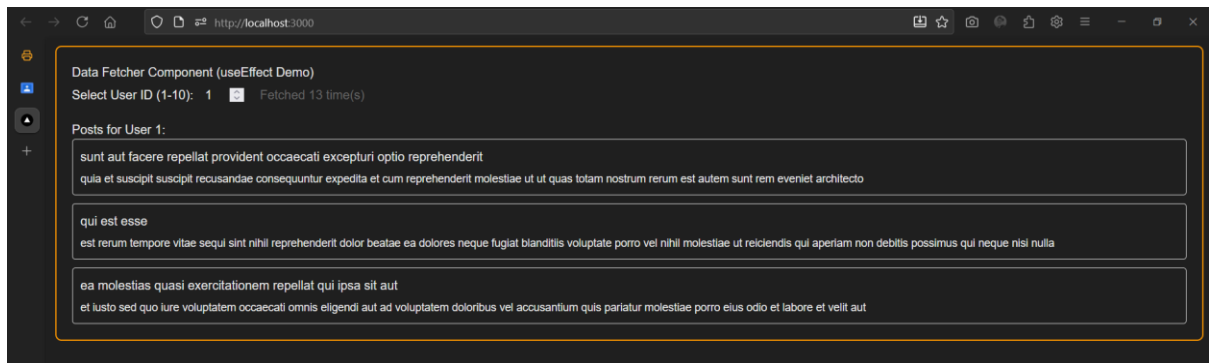 http://localhost:3000
Data Fetcher Component (useEffect Demo)
Select User ID (1-10): 1 Fetched 13 time(s)
Posts for User 1:
sunt aut facere repellat provident occaecati excepturi optio reprehenderit
quia et suscipit suscipit recusandae consequuntur expedita et cum reprehenderit molestiae ut ut quas totam nostrum rerum est autem sunt rem eveniet architecto
qui est esse
est rerum tempore vitae sequi sint nihil reprehenderit dolor beatae ea dolores neque fugiat blanditiis voluptate porro vel nihil molestiae ut reiciendis qui aperiam non debitis possimus qui neque nisi nulla
ea molestias quasi exercitationem repellat qui ipsa sit aut
et iusto sed quo iure voluptatem occaecati omnis eligendi aut ad voluptatem doloribus vel accusantium quis pariatur molestiae porro eius odio et labore et velit aut